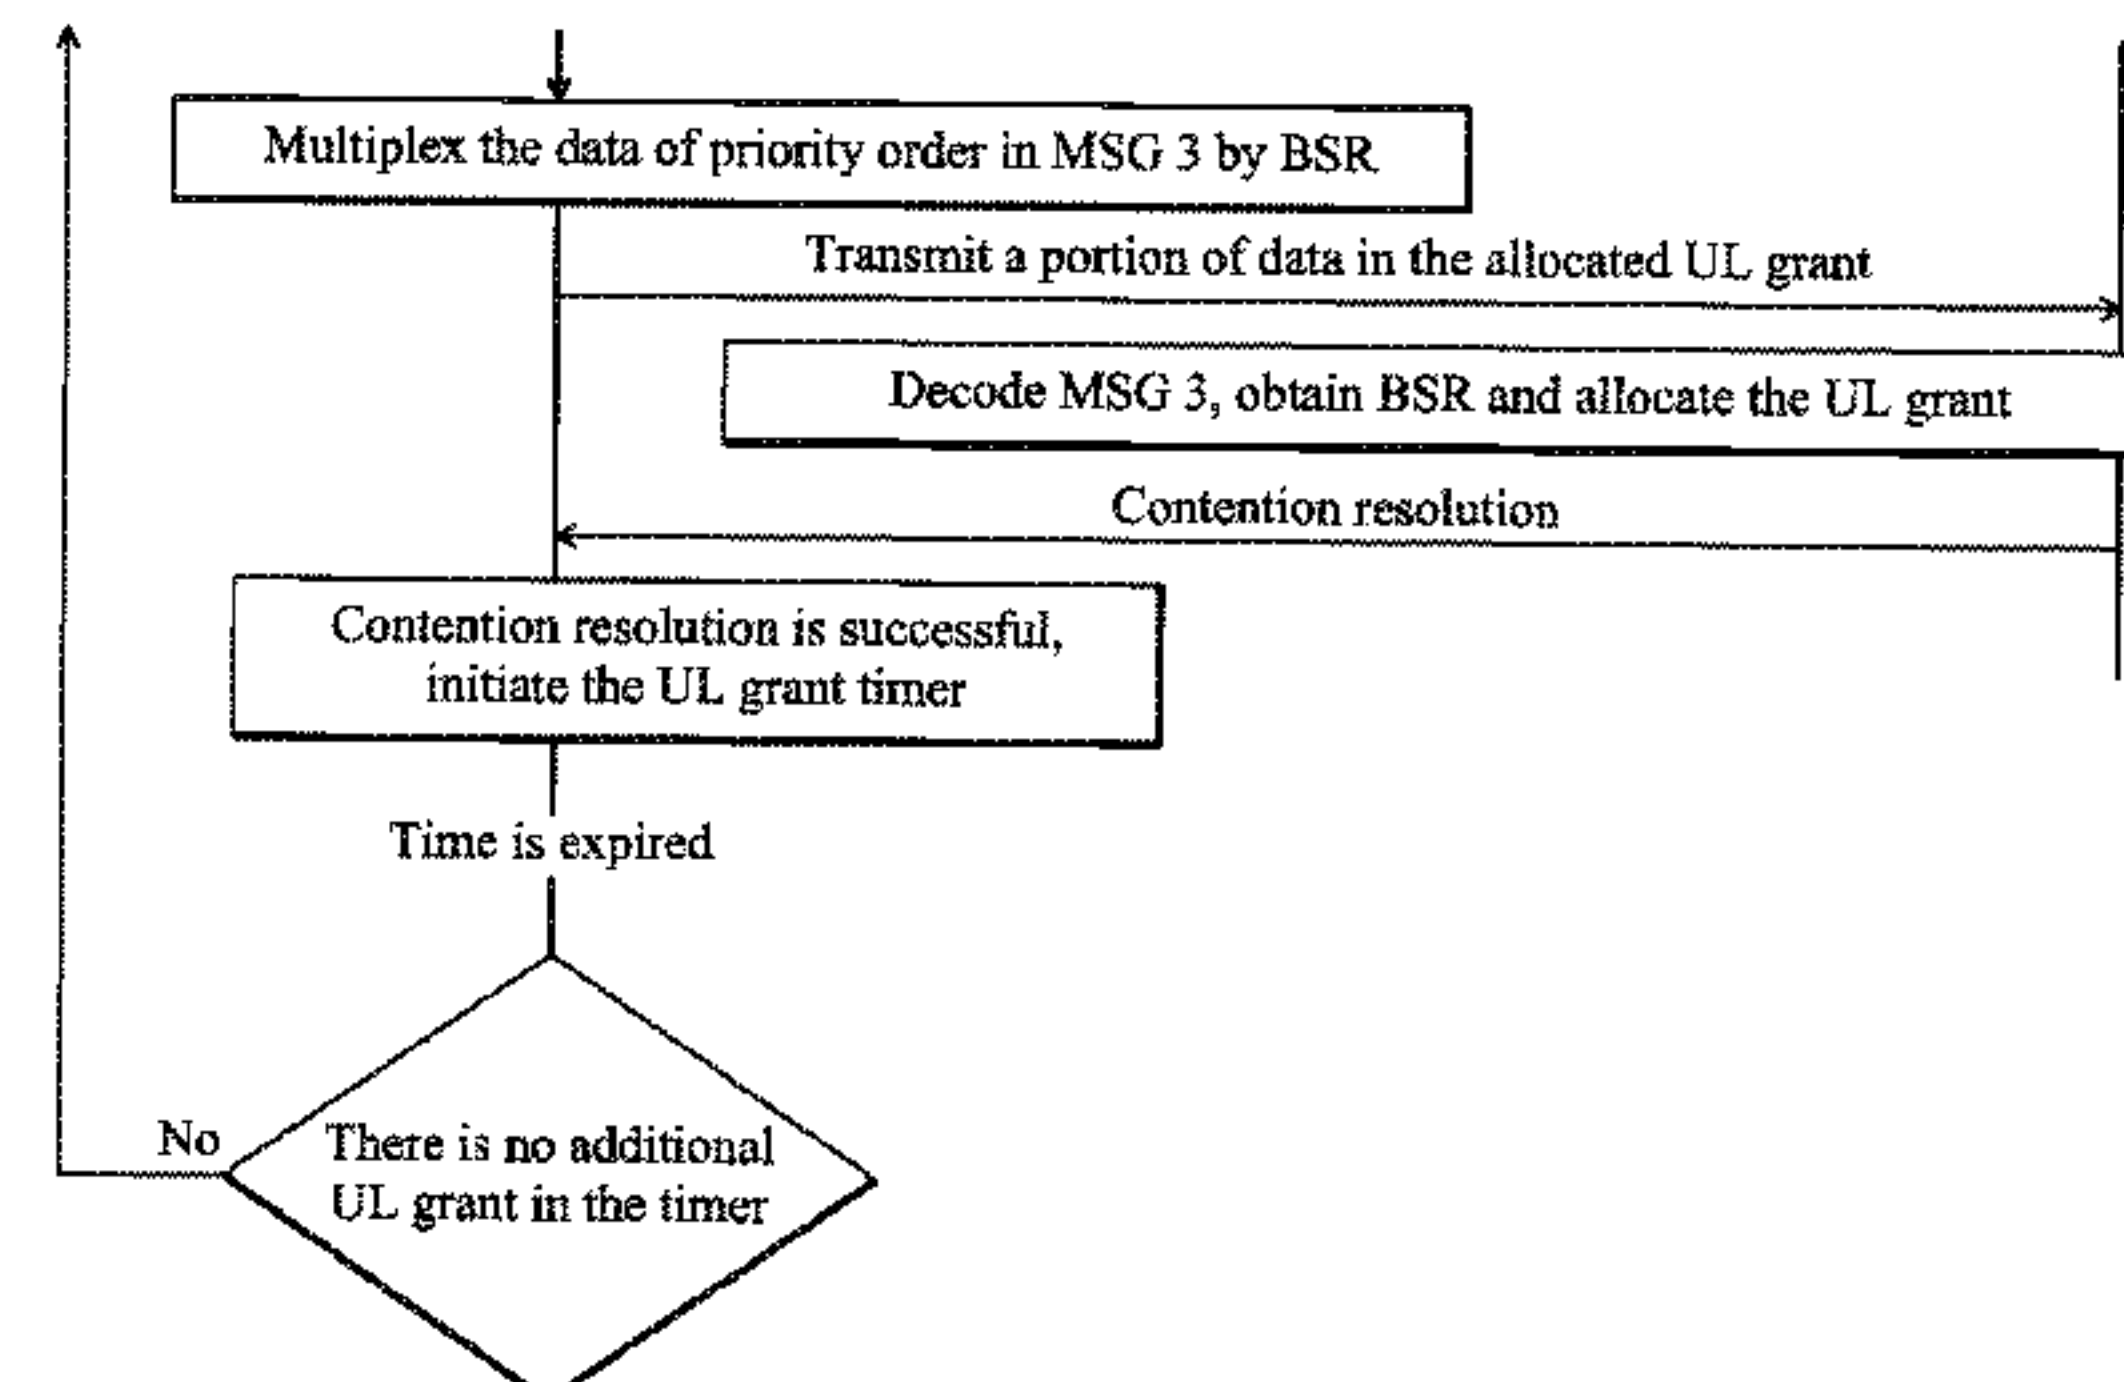 Multiplex the data of priority order in MSG 3 by BSR
Transmit a portion of data in the allocated UL grant
Decode MSG 3, obtain BSR and allocate the UL grant
Contention resolution
Contention resolution is successful,
initiate the UL grant timer
Time is expired
No
There is no additional
UL grant in the timer